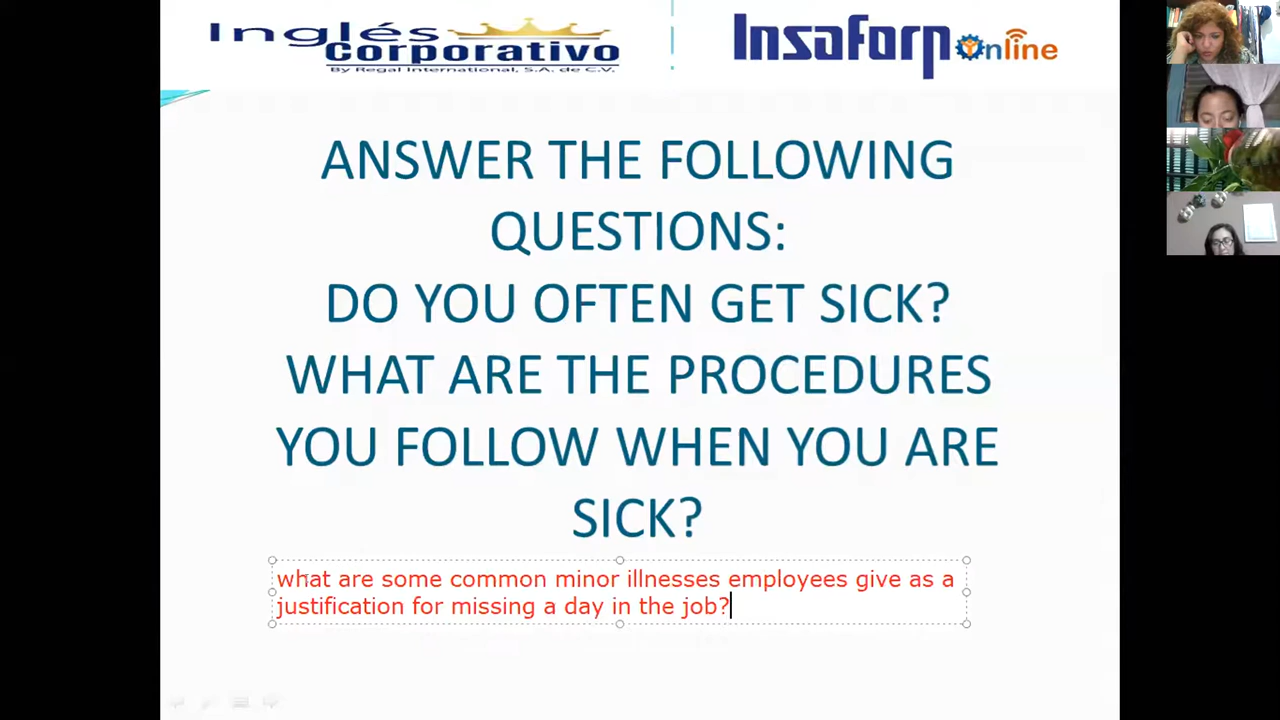 Inglés
Corporativo
By Regal International, S.A. de C.V.
Insaforp Online
ANSWER THE FOLLOWING
QUESTIONS:
DO YOU OFTEN GET SICK?
WHAT ARE THE PROCEDURES
YOU FOLLOW WHEN YOU ARE
SICK?
what are some common minor illnesses employees give as a
justification for missing a day in the job?